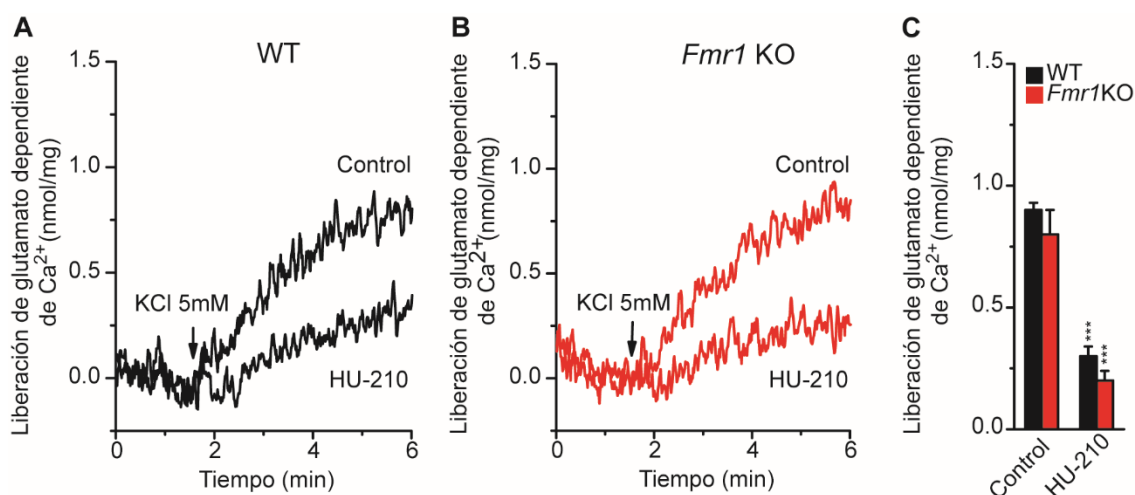 A
WT
Liberación de glutamato dependiente
de Ca²⁺(nmol/mg)
1.5
1.0
0.5
0.0
Control
KCl 5mM
HU-210
0
2
4
6
Tiempo (min)
B
Fmr1 KO
Liberación de glutamato dependiente
de Ca²⁺(nmol/mg)
1.5
1.0
0.5
0.0
Control
KCl 5mM
HU-210
0
2
4
6
Tiempo (min)
C
Liberación de glutamato dependiente
de Ca²⁺ (nmol/mg)
1.5
1.0
0.5
0.0
WT
Fmr1KO
***
***
Control
HU-210